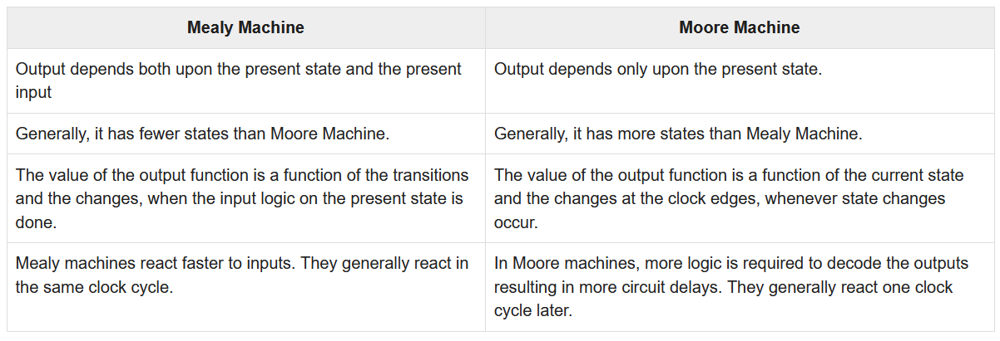 Mealy Machine
Moore Machine
Output depends both upon the present state and the present
input
Output depends only upon the present state.
Generally, it has fewer states than Moore Machine.
Generally, it has more states than Mealy Machine.
The value of the output function is a function of the transitions
and the changes, when the input logic on the present state is
done.
The value of the output function is a function of the current state
and the changes at the clock edges, whenever state changes
occur.
Mealy machines react faster to inputs. They generally react in
the same clock cycle.
In Moore machines, more logic is required to decode the outputs
resulting in more circuit delays. They generally react one clock
cycle later.